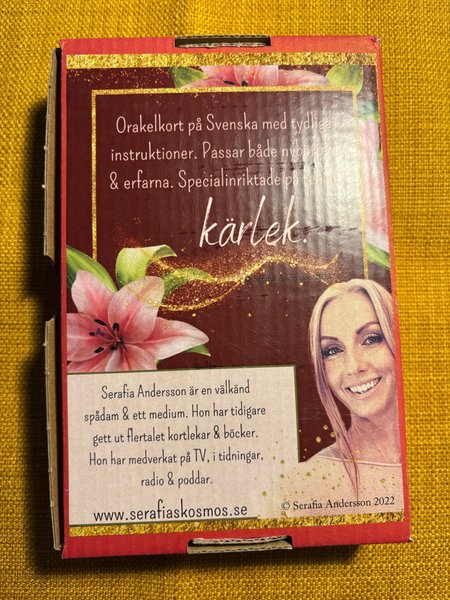 Orakelkort på Svenska med tydliga
instruktioner. Passar både nybörjare
& erfarna. Specialinriktade på
kärlek.
Serafia Andersson är en välkänd
spådam & ett medium. Hon har tidigare
gett ut flertalet kortlekar & böcker.
Hon har medverkat på TV, i tidningar,
radio & poddar.
www.serafiaskosmos.se
© Serafia Andersson 2022